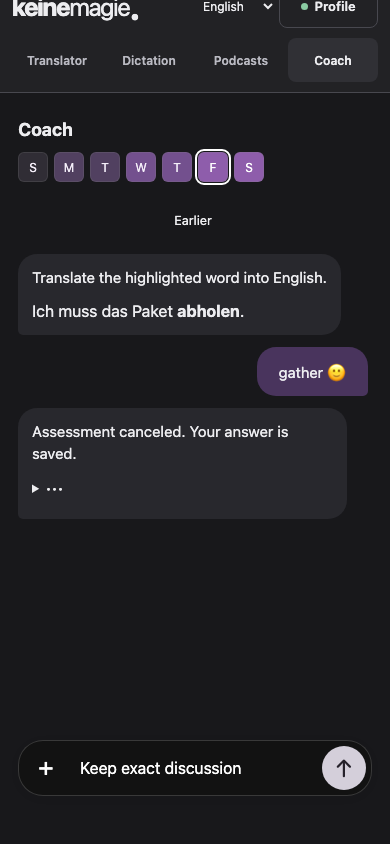 keinemagie.
English
Profile
Translator
Dictation
Podcasts
Coach
Coach
S
M
T
W
T
F
S
Earlier
Translate the highlighted word into English.
Ich muss das Paket abholen.
gather 🙂
Assessment canceled. Your answer is
saved.
▶ ...
+ Keep exact discussion